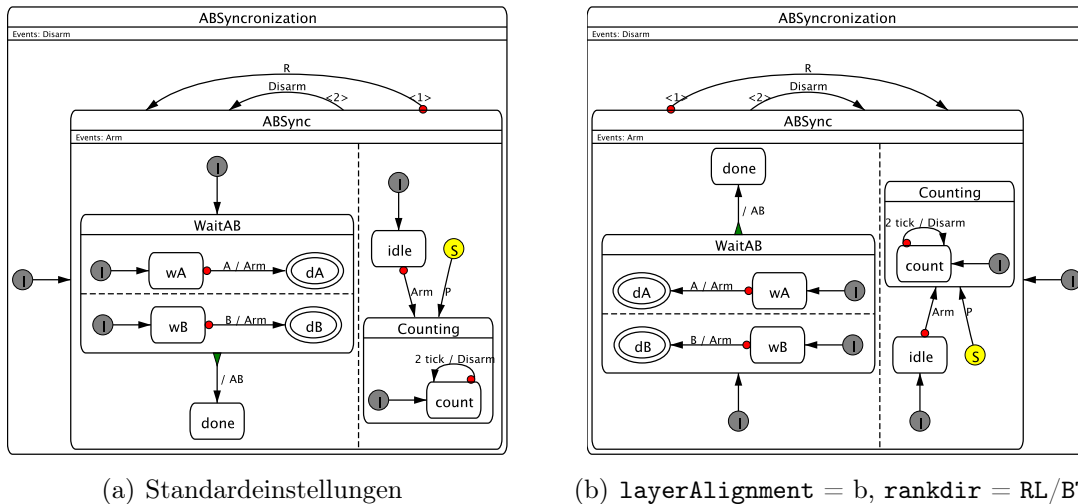 ABSyncronization
Events: Disarm
R
Disarm
<2>
<1>
ABSync
Events: Arm
I
I
WaitAB
I
wA
A / Arm
dA
I
wB
B / Arm
dB
I
idle
S
Arm
P
Counting
2 tick / Disarm
I
count
/ AB
done
(a) Standardeinstellungen
ABSyncronization
Events: Disarm
R
Disarm
<1>
<2>
ABSync
Events: Arm
done
/ AB
WaitAB
dA
A / Arm
wA
I
dB
B / Arm
wB
I
I
Counting
2 tick / Disarm
count
I
I
Arm
P
idle
S
I
(b) layerAlignment = b, rankdir = RL/BT